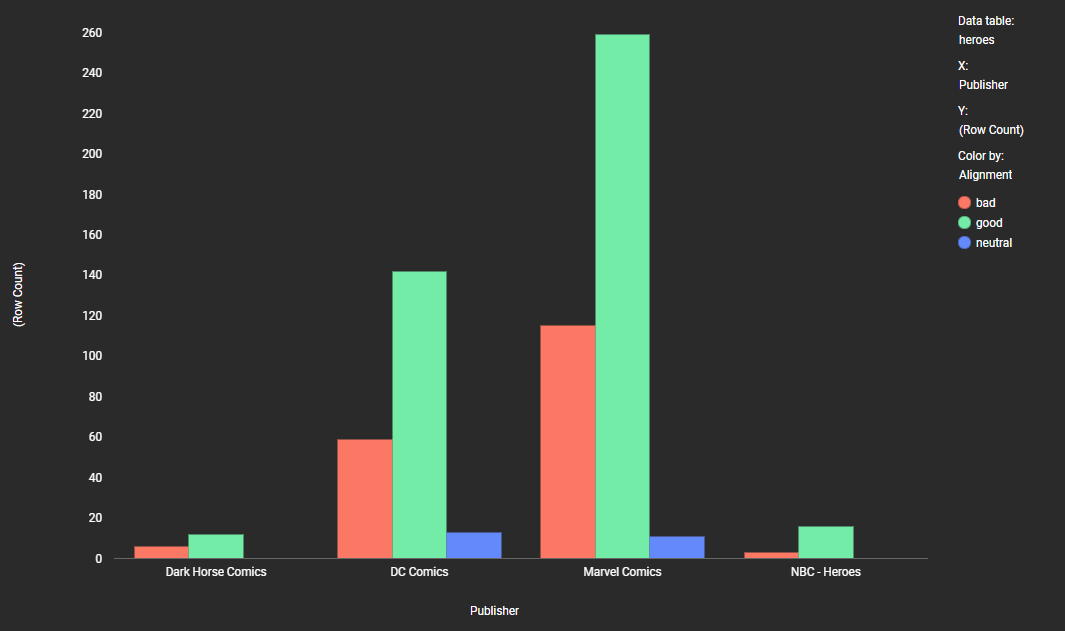 260
240
220
200
180
160
140
120
100
80
60
40
20
0
(Row Count)
Dark Horse Comics
DC Comics
Marvel Comics
NBC - Heroes
Publisher
Data table:
heroes
X:
Publisher
Y:
(Row Count)
Color by:
Alignment
bad
good
neutral